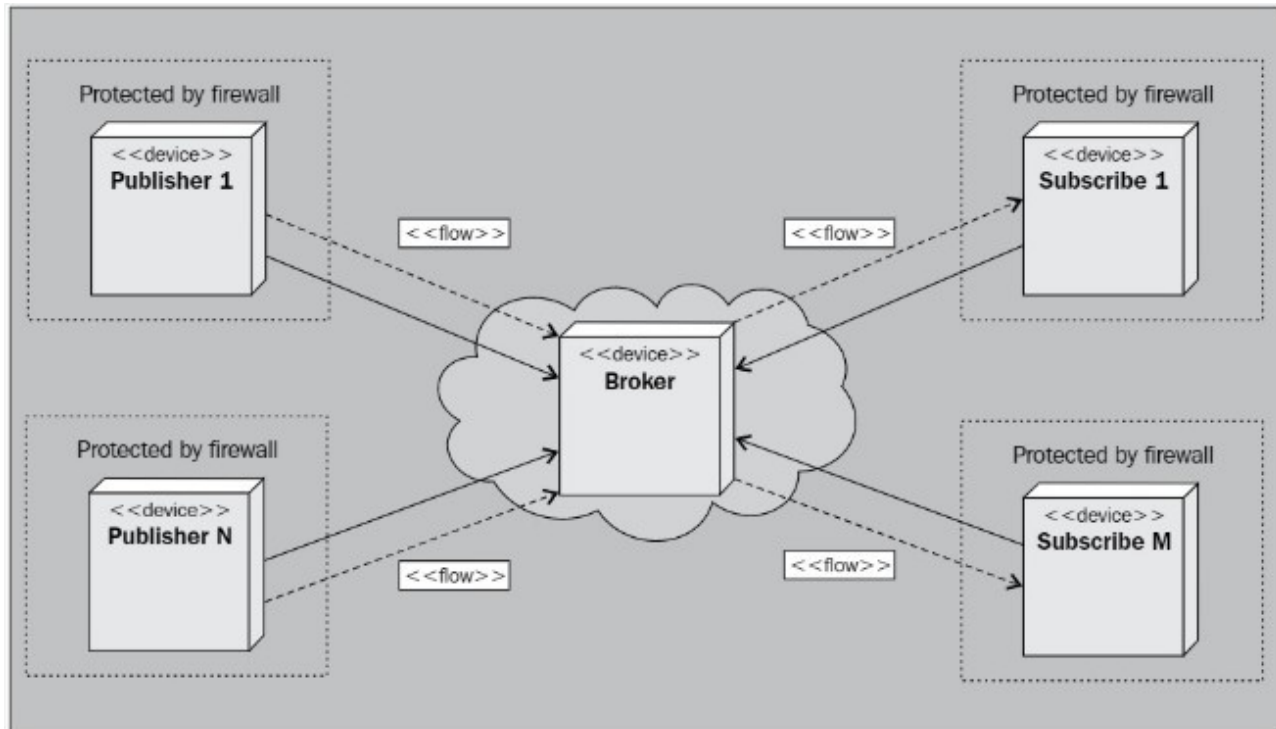 Protected by firewall
<<device>>
Publisher 1
<<flow>>
<<flow>>
Protected by firewall
<<device>>
Subscribe 1
<<device>>
Broker
Protected by firewall
<<device>>
Publisher N
<<flow>>
<<flow>>
Protected by firewall
<<device>>
Subscribe M